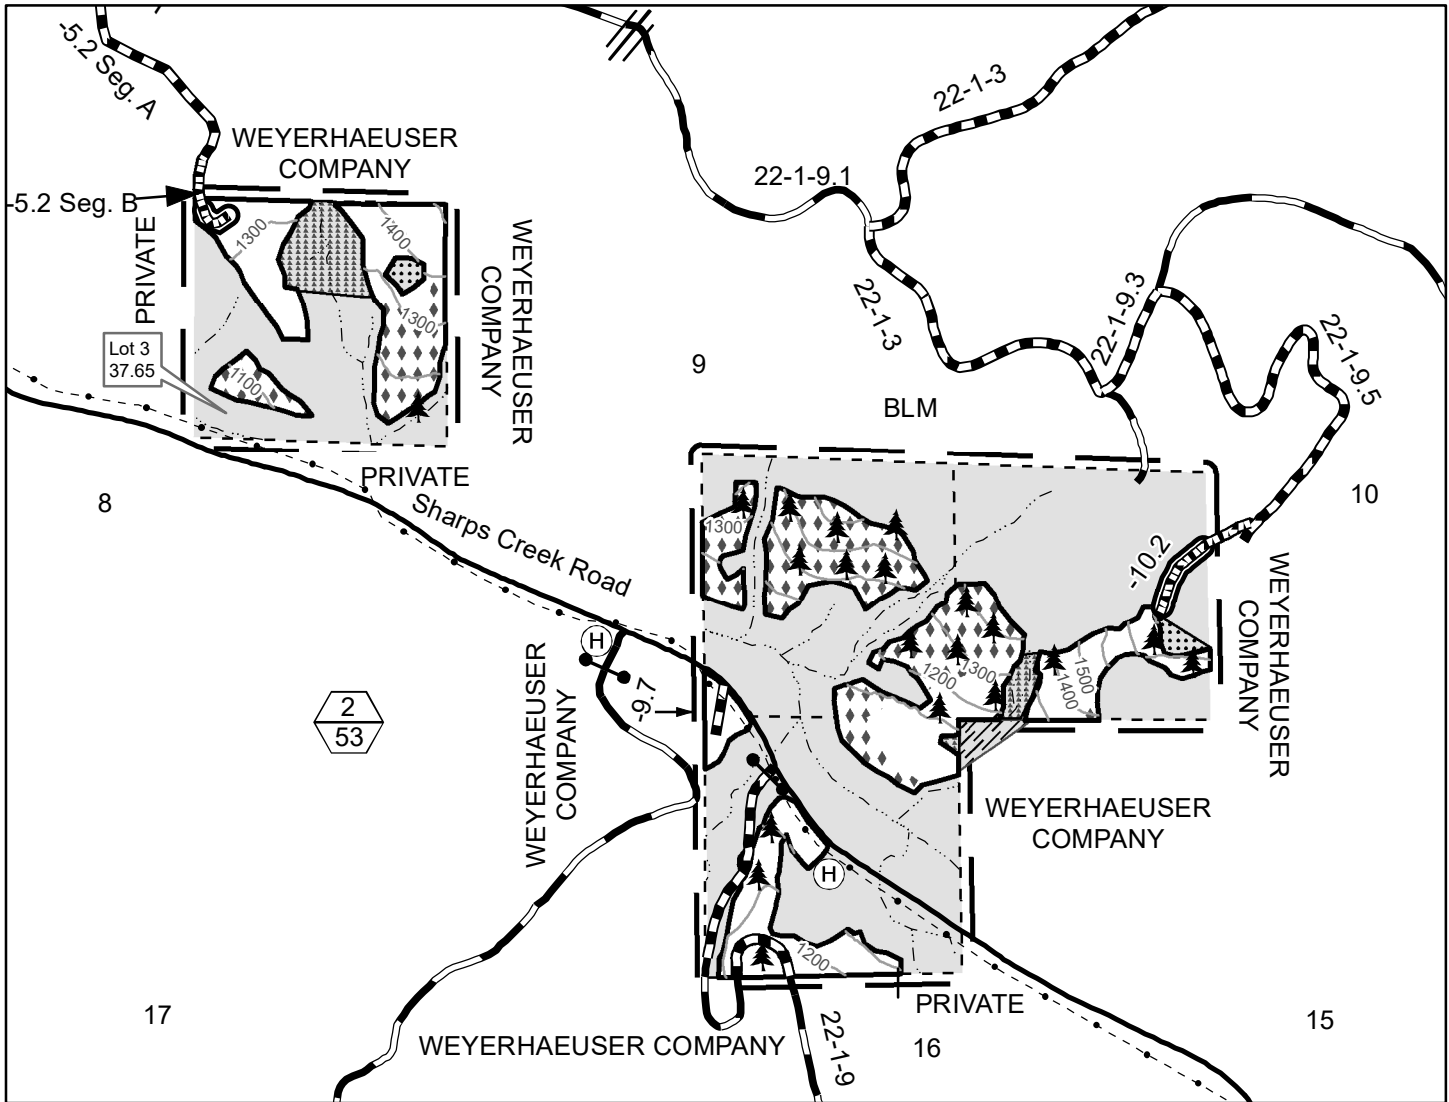 -5.2 Seg. A
22-1-3
WEYERHAEUSER
COMPANY
22-1-9.1
-5.2 Seg. B
PRIVATE
1300
1400
WEYERHAEUSER
COMPANY
22-1-3
22-1-9.3
22-1-9.5
1300
Lot 3
37.65
1100
9
BLM
PRIVATE
8
10
Sharps Creek Road
1300
-10.2
WEYERHAEUSER
COMPANY
H
WEYERHAEUSER
COMPANY
-9.7
1200
1300
1500
1400
2
53
WEYERHAEUSER
COMPANY
H
1200
PRIVATE
17
15
WEYERHAEUSER COMPANY
16
22-1-9